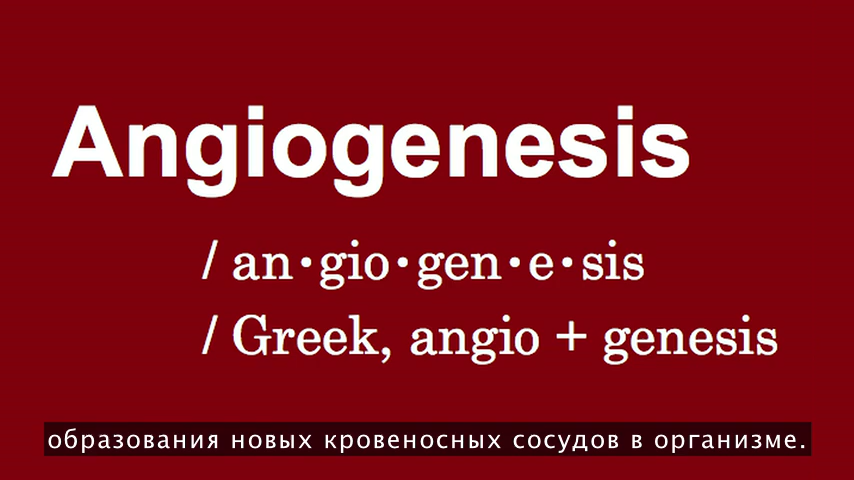 Angiogenesis
/ an•gio•gen•e•sis
/ Greek, angio + genesis
образования новых кровеносных сосудов в организме.